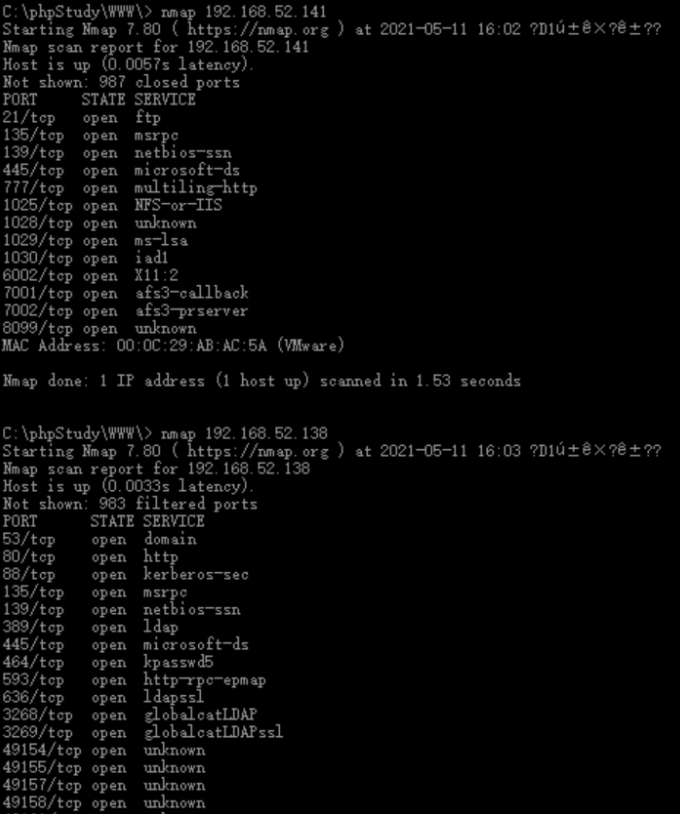 C:\phpStudy\WWW\> nmap 192.168.52.141
Starting Nmap 7.80 ( https://nmap.org ) at 2021-05-11 16:02 ?D1ú±ê×?ê±??
Nmap scan report for 192.168.52.141
Host is up (0.0057s latency).
Not shown: 987 closed ports
PORT STATE SERVICE
21/tcp open ftp
135/tcp open msrpc
139/tcp open netbios-ssn
445/tcp open microsoft-ds
777/tcp open multiling-http
1025/tcp open NFS-or-IIS
1028/tcp open unknown
1029/tcp open ms-lsa
1030/tcp open iad1
6002/tcp open X11:2
7001/tcp open afs3-callback
7002/tcp open afs3-prserver
8099/tcp open unknown
MAC Address: 00:0C:29:AB:AC:5A (VMware)
Nmap done: 1 IP address (1 host up) scanned in 1.53 seconds
C:\phpStudy\WWW\> nmap 192.168.52.138
Starting Nmap 7.80 ( https://nmap.org ) at 2021-05-11 16:03 ?D1ú±ê×?ê±??
Nmap scan report for 192.168.52.138
Host is up (0.0033s latency).
Not shown: 983 filtered ports
PORT STATE SERVICE
53/tcp open domain
80/tcp open http
88/tcp open kerberos-sec
135/tcp open msrpc
139/tcp open netbios-ssn
389/tcp open ldap
445/tcp open microsoft-ds
464/tcp open kpasswd5
593/tcp open http-rpc-epmap
636/tcp open ldapssl
3268/tcp open globalcatLDAP
3269/tcp open globalcatLDAPssl
49154/tcp open unknown
49155/tcp open unknown
49157/tcp open unknown
49158/tcp open unknown